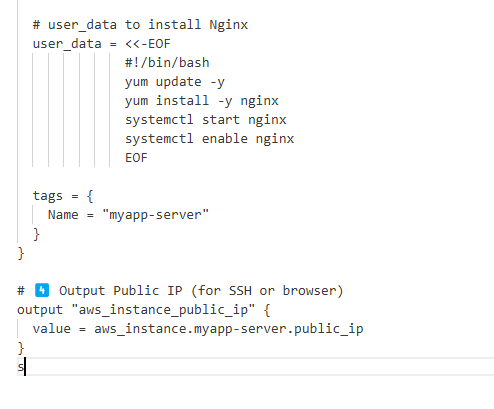 # user_data to install Nginx
user_data = <<-EOF
#!/bin/bash
yum update -y
yum install -y nginx
systemctl start nginx
systemctl enable nginx
EOF
tags = {
Name = "myapp-server"
}
}
# 4️⃣ Output Public IP (for SSH or browser)
output "aws_instance_public_ip" {
value = aws_instance.myapp-server.public_ip
}
s